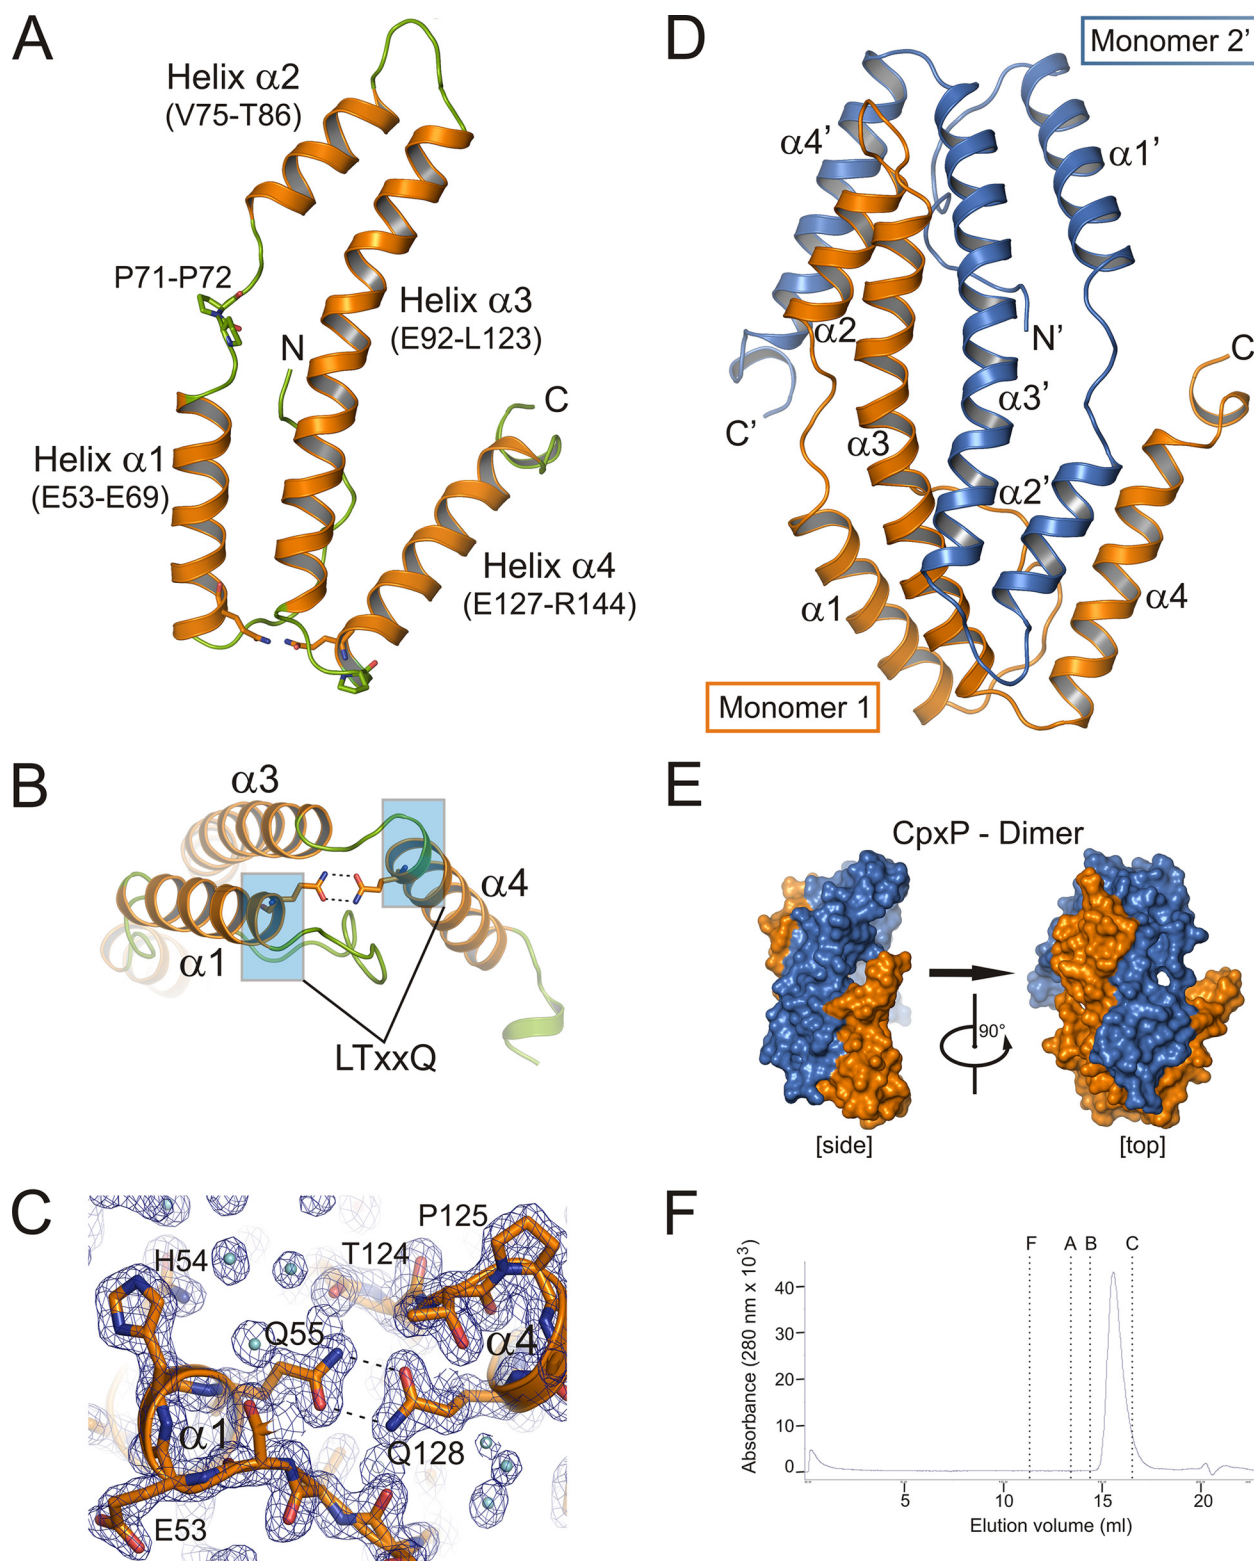 A
Helix α2
(V75-T86)
P71-P72
N
Helix α3
(E92-L123)
C
Helix α1
(E53-E69)
Helix α4
(E127-R144)
B
α3
α4
α1
LTxxQ
C
P125
H54
T124
Q55
α4
α1
Q128
E53
D
Monomer 2’
α4’
α1’
α2
N’
C
α3’
C’
α3
α2’
α1
α4
Monomer 1
E
CpxP - Dimer
90°
[side]
[top]
F
F A B C
Absorbance (280 nm x 10³)
40
30
20
10
0
5 10 15 20
Elution volume (ml)